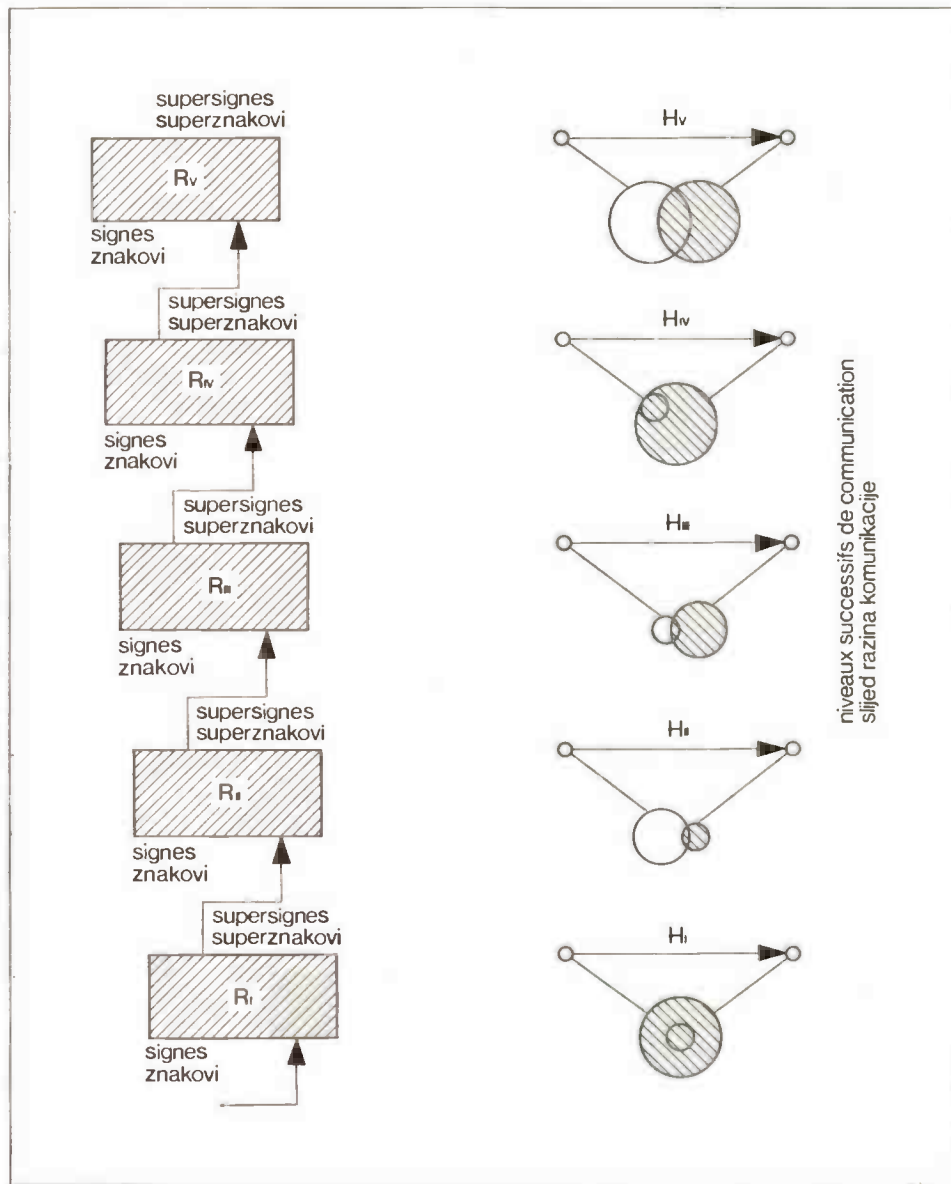 supersignes
superznakovi
Rv
signes
znakovi
supersignes
superznakovi
RIV
signes
znakovi
supersignes
superznakovi
RIII
signes
znakovi
supersignes
superznakovi
RII
signes
znakovi
supersignes
superznakovi
RI
signes
znakovi
Hv
HIV
HIII
HII
HI
niveaux successifs de communication
slijed razina komunikacije